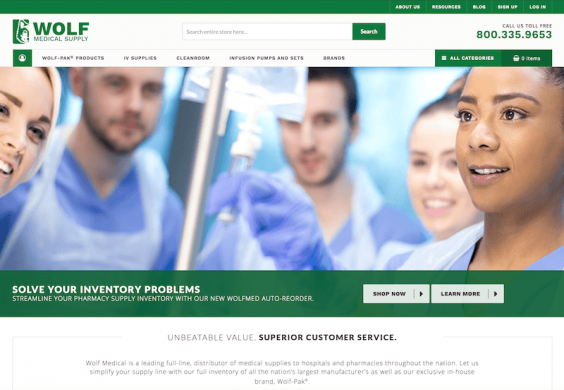 ABOUT US RESOURCES BLOG SIGN UP LOG IN
WOLF
MEDICAL SUPPLY
Search entire store here...
Search
CALL US TOLL FREE
800.335.9653
WOLF-PAK® PRODUCTS IV SUPPLIES CLEANROOM INFUSION PUMPS AND SETS BRANDS
ALL CATEGORIES 0 items
SOLVE YOUR INVENTORY PROBLEMS
STREAMLINE YOUR PHARMACY SUPPLY INVENTORY WITH OUR NEW WOLFMED AUTO-REORDER.
SHOP NOW LEARN MORE
UNBEATABLE VALUE. SUPERIOR CUSTOMER SERVICE.
Wolf Medical is a leading full-line, distributor of medical supplies to hospitals and pharmacies throughout the nation. Let us
simplify your supply line with our full inventory of all the nation's largest manufacturer's as well as our exclusive in-house
brand, Wolf-Pak®.